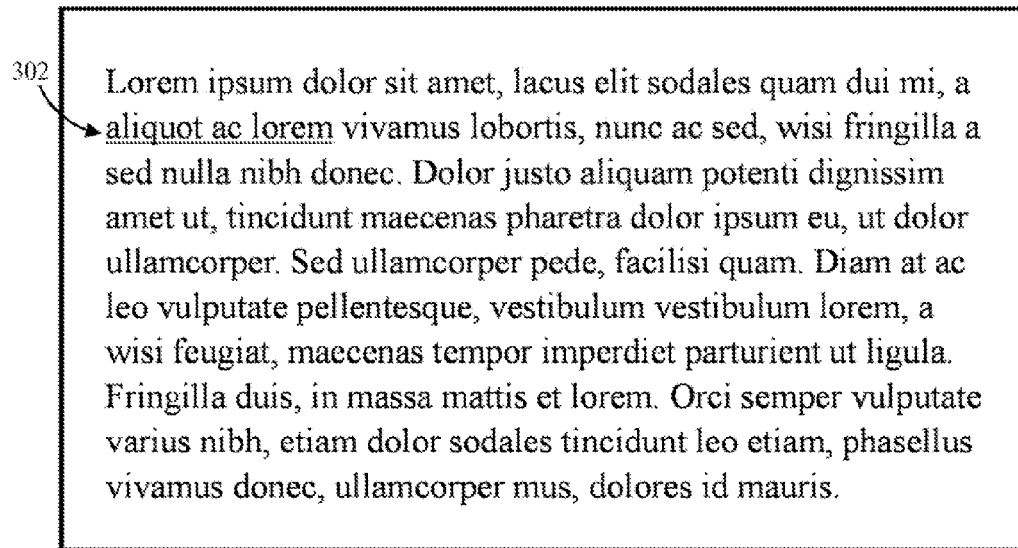 302
Lorem ipsum dolor sit amet, lacus elit sodales quam dui mi, a
aliquot ac lorem vivamus lobortis, nunc ac sed, wisi fringilla a
sed nulla nibh donec. Dolor justo aliquam potenti dignissim
amet ut, tincidunt maecenas pharetra dolor ipsum eu, ut dolor
ullamcorper. Sed ullamcorper pede, facilisi quam. Diam at ac
leo vulputate pellentesque, vestibulum vestibulum lorem, a
wisi feugiat, maecenas tempor imperdiet parturient ut ligula.
Fringilla duis, in massa mattis et lorem. Orci semper vulputate
varius nibh, etiam dolor sodales tincidunt leo etiam, phasellus
vivamus donec, ullamcorper mus, dolores id mauris.